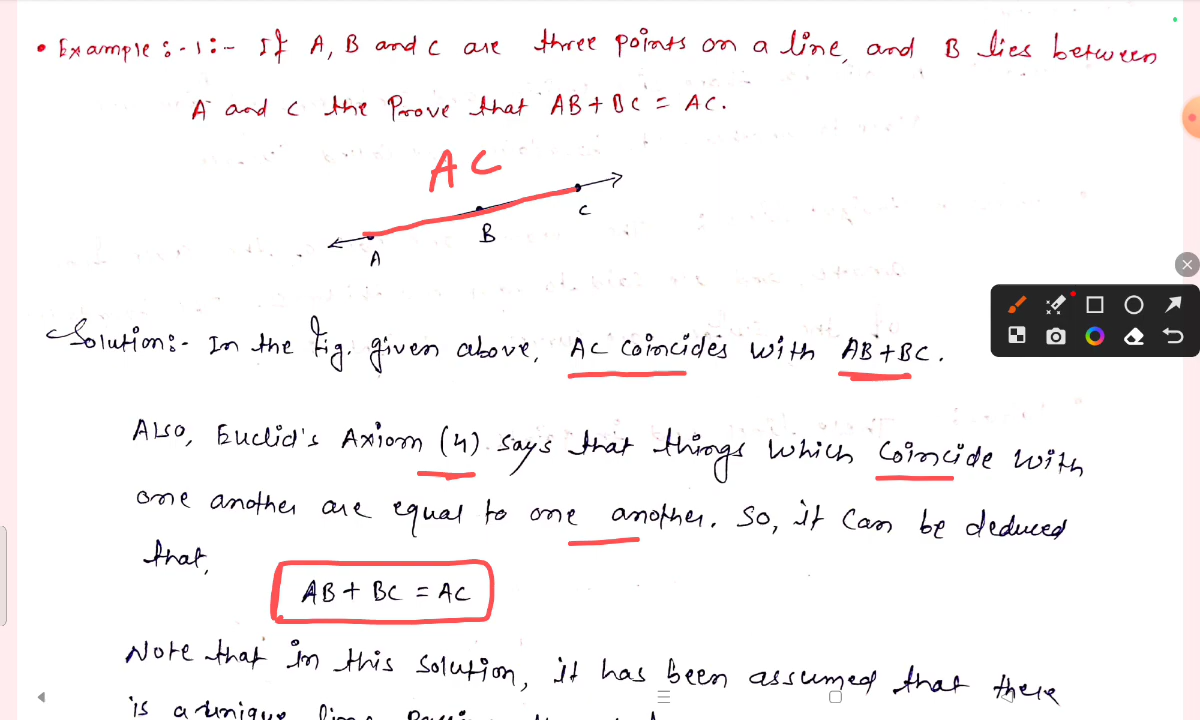 • Example :- 1 :- If A, B and C are three points on a line, and B lies between
A and C the Prove that AB + BC = AC.
AC
C
B
A
Solution:- In the fig. given above, AC Coincides with AB + BC.
Also, Euclid's Axiom (4) says that things which Coincide with
one another are equal to one another. So, it Can be deduced
that,
AB + BC = AC
Note that in this solution, it has been assumed that there
is a unique line